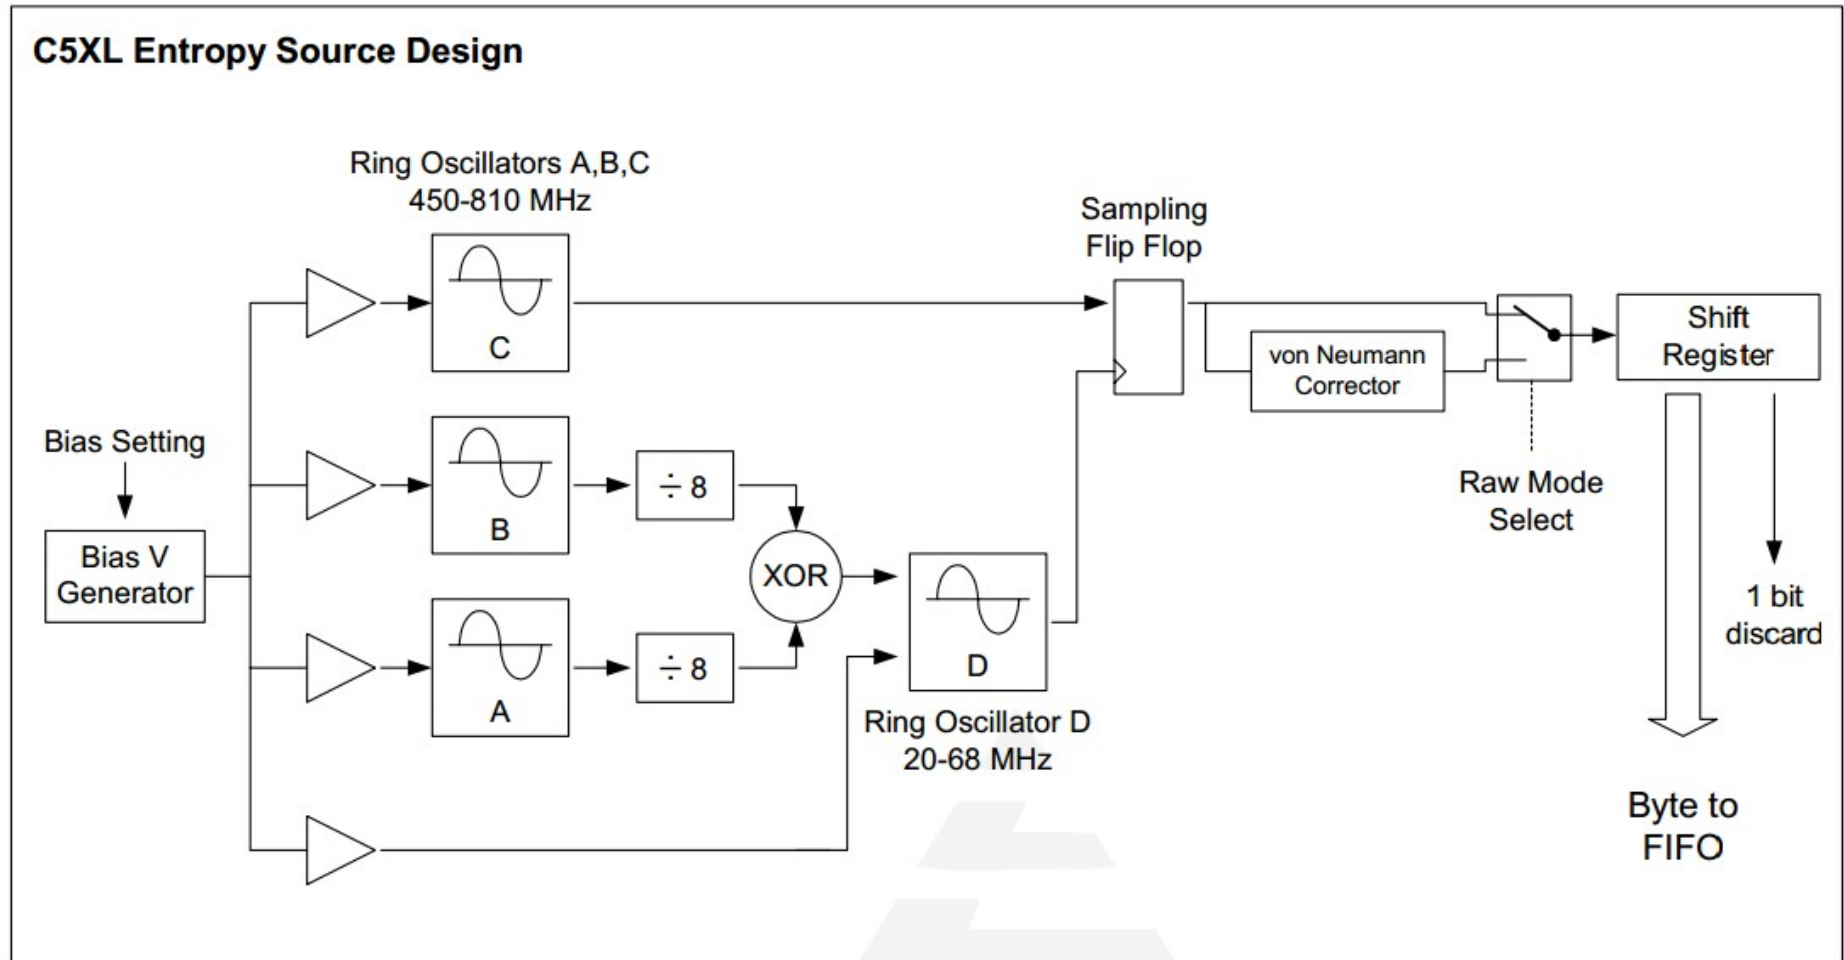 C5XL Entropy Source Design
Ring Oscillators A,B,C
450-810 MHz
C
Sampling
Flip Flop
von Neumann
Corrector
Shift
Register
Bias Setting
Bias V
Generator
B
÷ 8
XOR
A
÷ 8
D
Ring Oscillator D
20-68 MHz
Raw Mode
Select
1 bit
discard
Byte to
FIFO